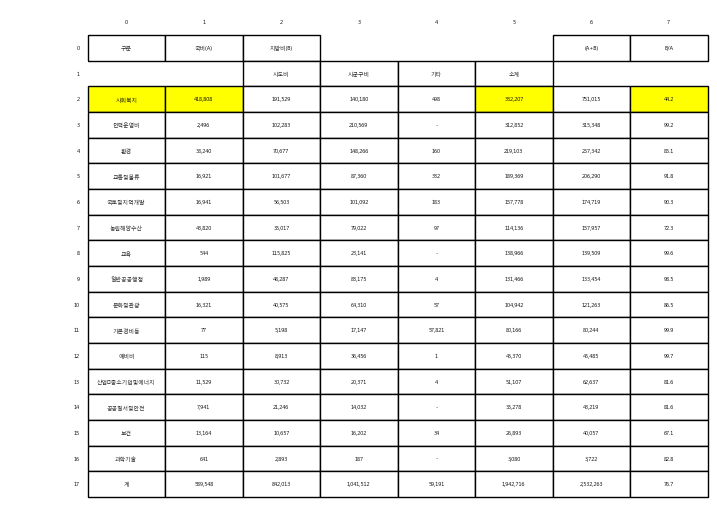 0 1 2 3 4 5 6 7
0 구분 국비(A) 지방비(B) (A+B) B/A
1 시도비 시군구비 기타 소계
2 사회복지 418,808 191,529 140,180 498 332,207 751,015 44.2
3 인력운영비 2,496 102,283 210,569 - 312,852 315,348 99.2
4 환경 38,240 70,677 148,266 160 219,103 257,342 85.1
5 교통및물류 16,921 101,677 87,360 332 189,369 206,290 91.8
6 국토및지역개발 16,941 56,503 101,092 183 157,778 174,719 90.3
7 농림해양수산 43,820 35,017 79,022 97 114,136 157,957 72.3
8 교육 544 115,825 23,141 - 138,966 139,509 99.6
9 일반공공행정 1,989 48,287 83,175 4 131,466 133,454 98.5
10 문화및관광 16,321 40,575 64,310 57 104,942 121,263 86.5
11 기본경비등 77 5,198 17,147 57,821 80,166 80,244 99.9
12 예비비 115 8,913 36,456 1 45,370 45,485 99.7
13 산업 중소기업및에너지 11,529 30,732 20,371 4 51,107 62,637 81.6
14 공공질서및안전 7,941 21,246 14,032 - 35,278 43,219 81.6
15 보건 13,164 10,657 16,202 34 26,893 40,057 67.1
16 과학기술 641 2,893 187 - 3,080 3,722 82.8
17 계 589,548 842,013 1,041,512 59,191 1,942,716 2,532,263 76.7